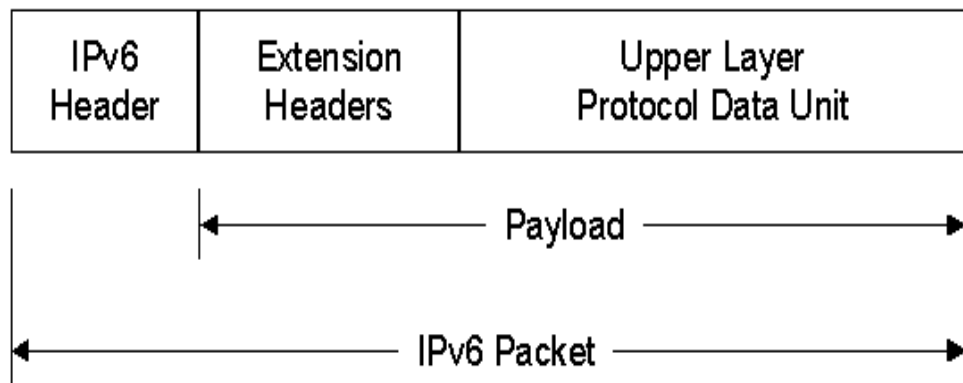 IPv6
Header
Extension
Headers
Upper Layer
Protocol Data Unit
Payload
IPv6 Packet